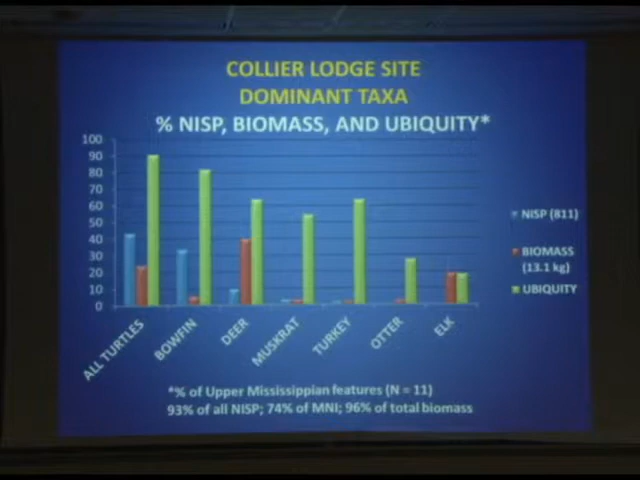 COLLIER LODGE SITE
DOMINANT TAXA
% NISP, BIOMASS, AND UBIQUITY*
100
90
80
70
60
50
40
30
20
10
0
ALL TURTLES
BOWFIN
DEER
MUSKRAT
TURKEY
OTTER
ELK
NISP (811)
BIOMASS
(13.1 kg)
UBIQUITY
*% of Upper Mississippian features (N = 11)
93% of all NISP; 74% of MNI; 96% of total biomass